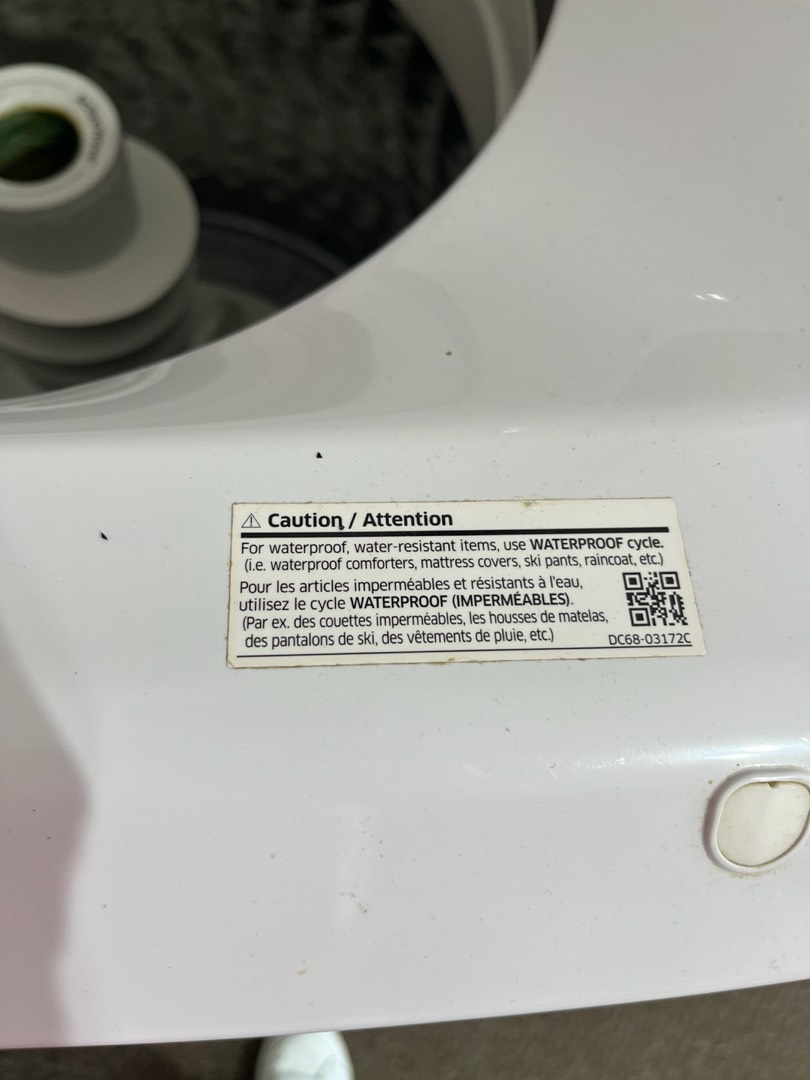 ⚠ Caution / Attention
For waterproof, water-resistant items, use WATERPROOF cycle.
(i.e. waterproof comforters, mattress covers, ski pants, raincoat, etc.)
Pour les articles imperméables et résistants à l'eau,
utilisez le cycle WATERPROOF (IMPERMÉABLES).
(Par ex. des couettes imperméables, les housses de matelas,
des pantalons de ski, des vêtements de pluie, etc.)
DC68-03172C